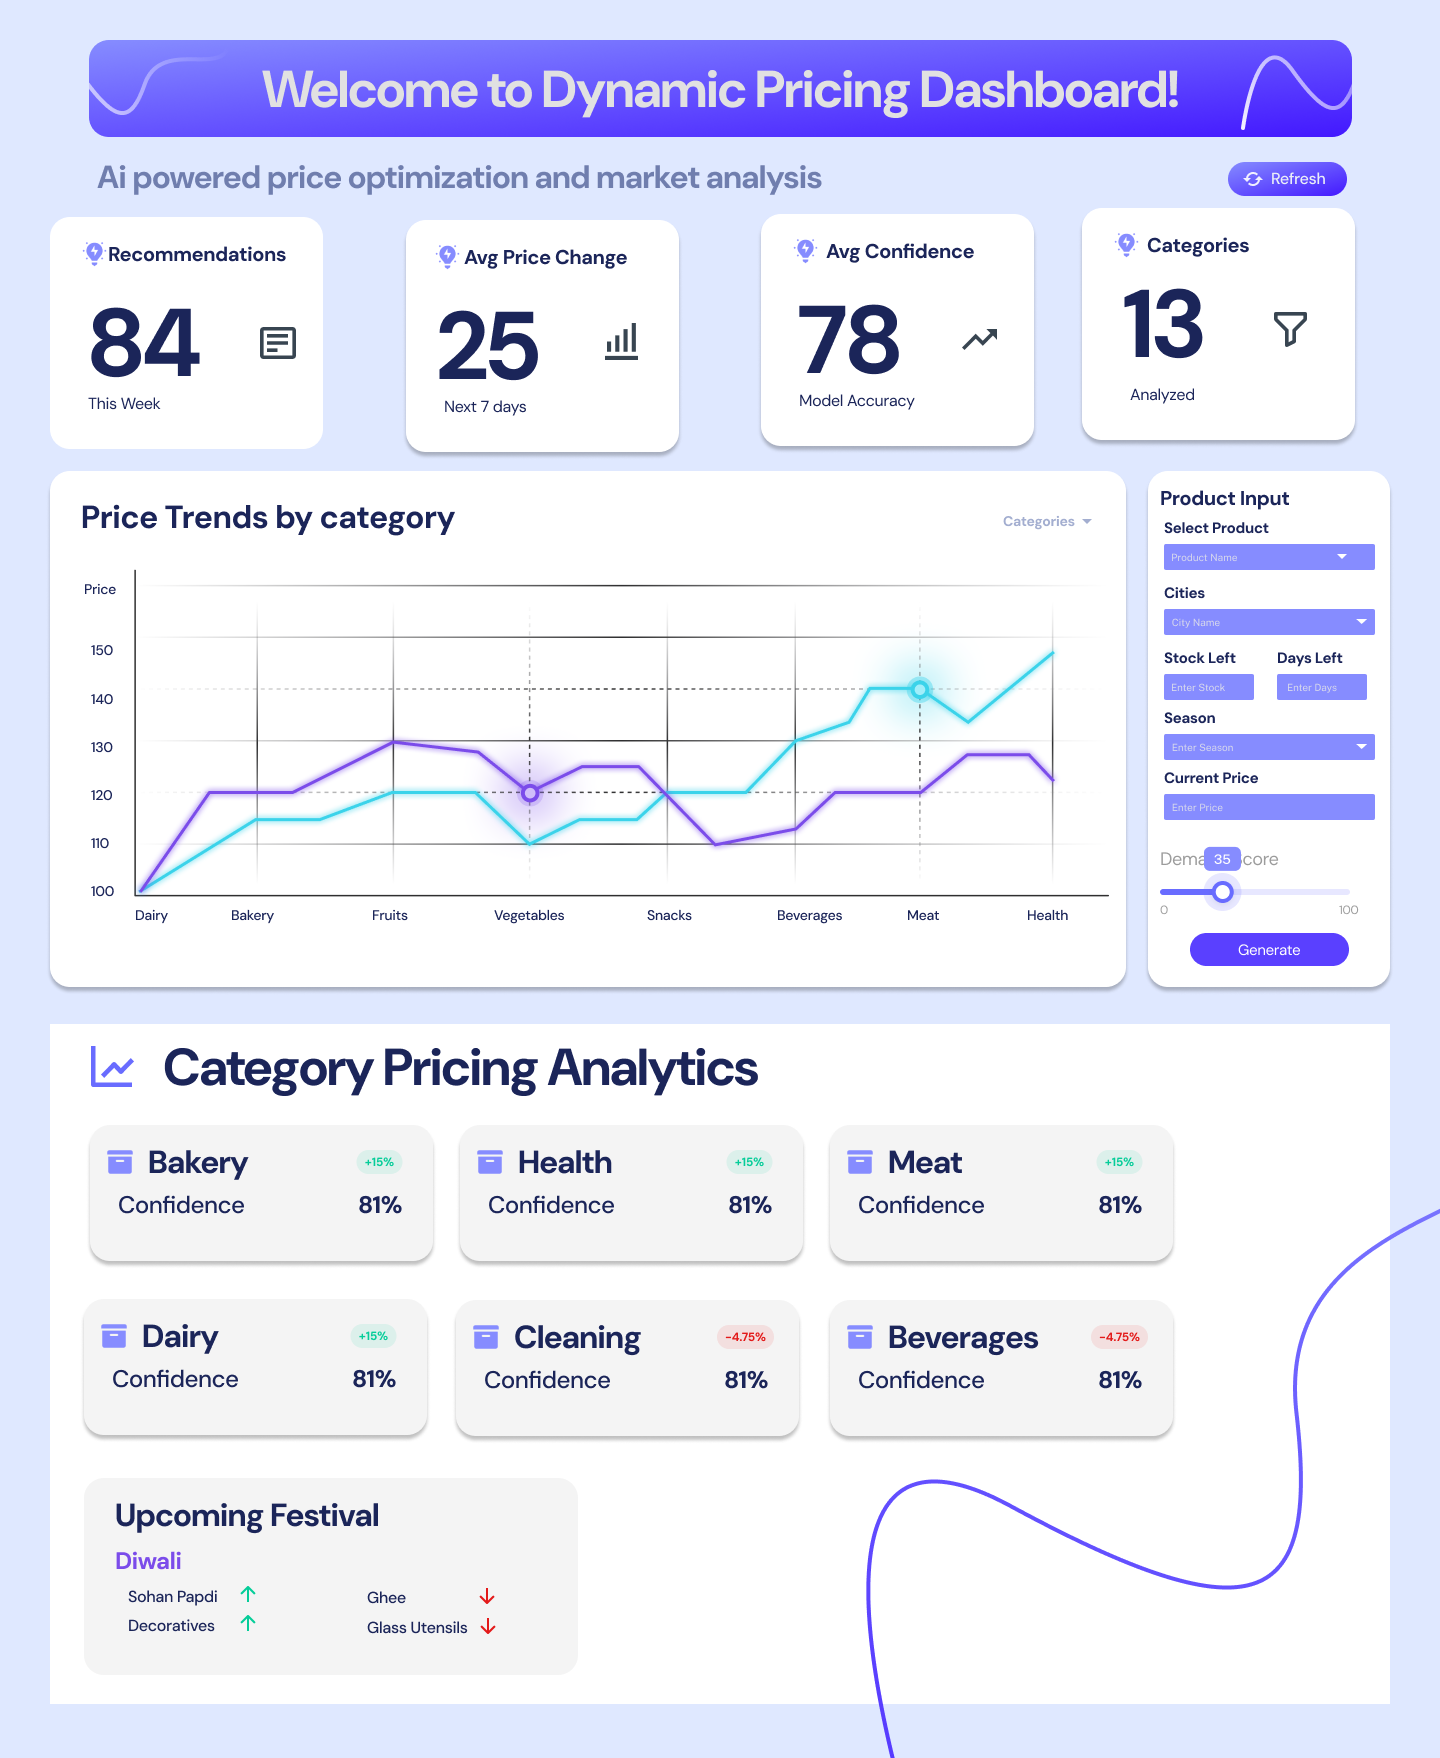 Welcome to Dynamic Pricing Dashboard!
Ai powered price optimization and market analysis
Refresh
Recommendations
84
This Week
Avg Price Change
25
Next 7 days
Avg Confidence
78
Model Accuracy
Categories
13
Analyzed
Price Trends by category
Categories
Price
150
140
130
120
110
100
Dairy Bakery Fruits Vegetables Snacks Beverages Meat Health
Product Input
Select Product
Product Name
Cities
City Name
Stock Left Days Left
Enter Stock Enter Days
Season
Enter Season
Current Price
Enter Price
35
0 100
Generate
Category Pricing Analytics
Bakery +15%
Confidence 81%
Health +15%
Confidence 81%
Meat +15%
Confidence 81%
Dairy +15%
Confidence 81%
Cleaning -4.75%
Confidence 81%
Beverages -4.75%
Confidence 81%
Upcoming Festival
Diwali
Sohan Papdi Ghee
Decoratives Glass Utensils